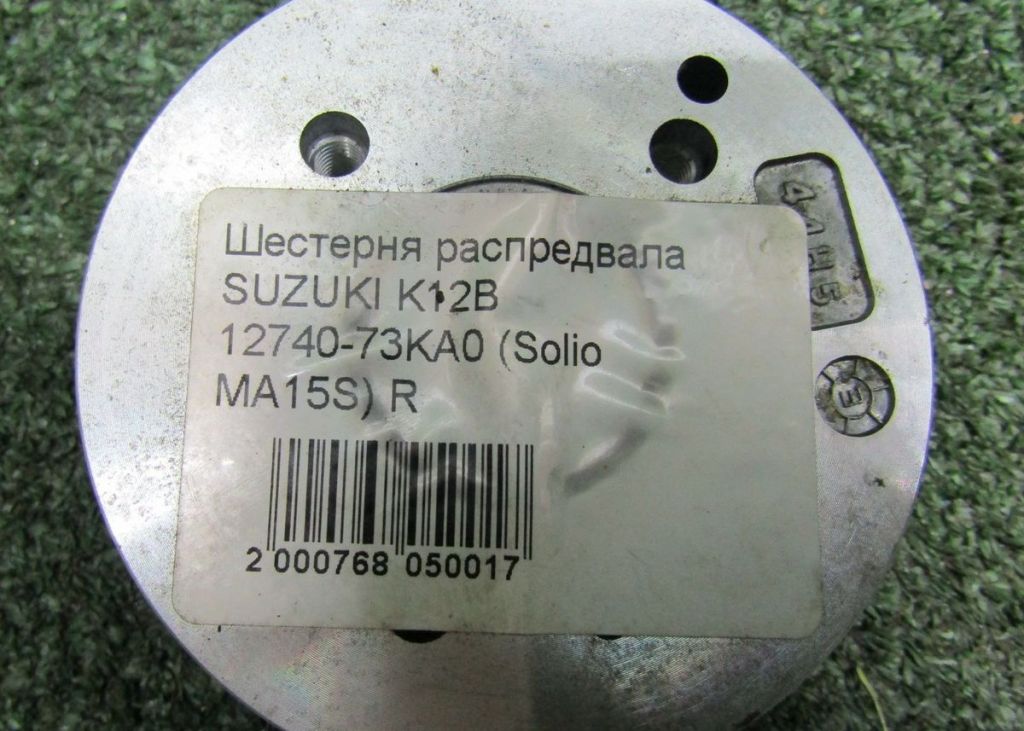 Шестерня распредвала
SUZUKI K12B
12740-73KA0 (Solio
MA15S) R
2 000768 050017
E